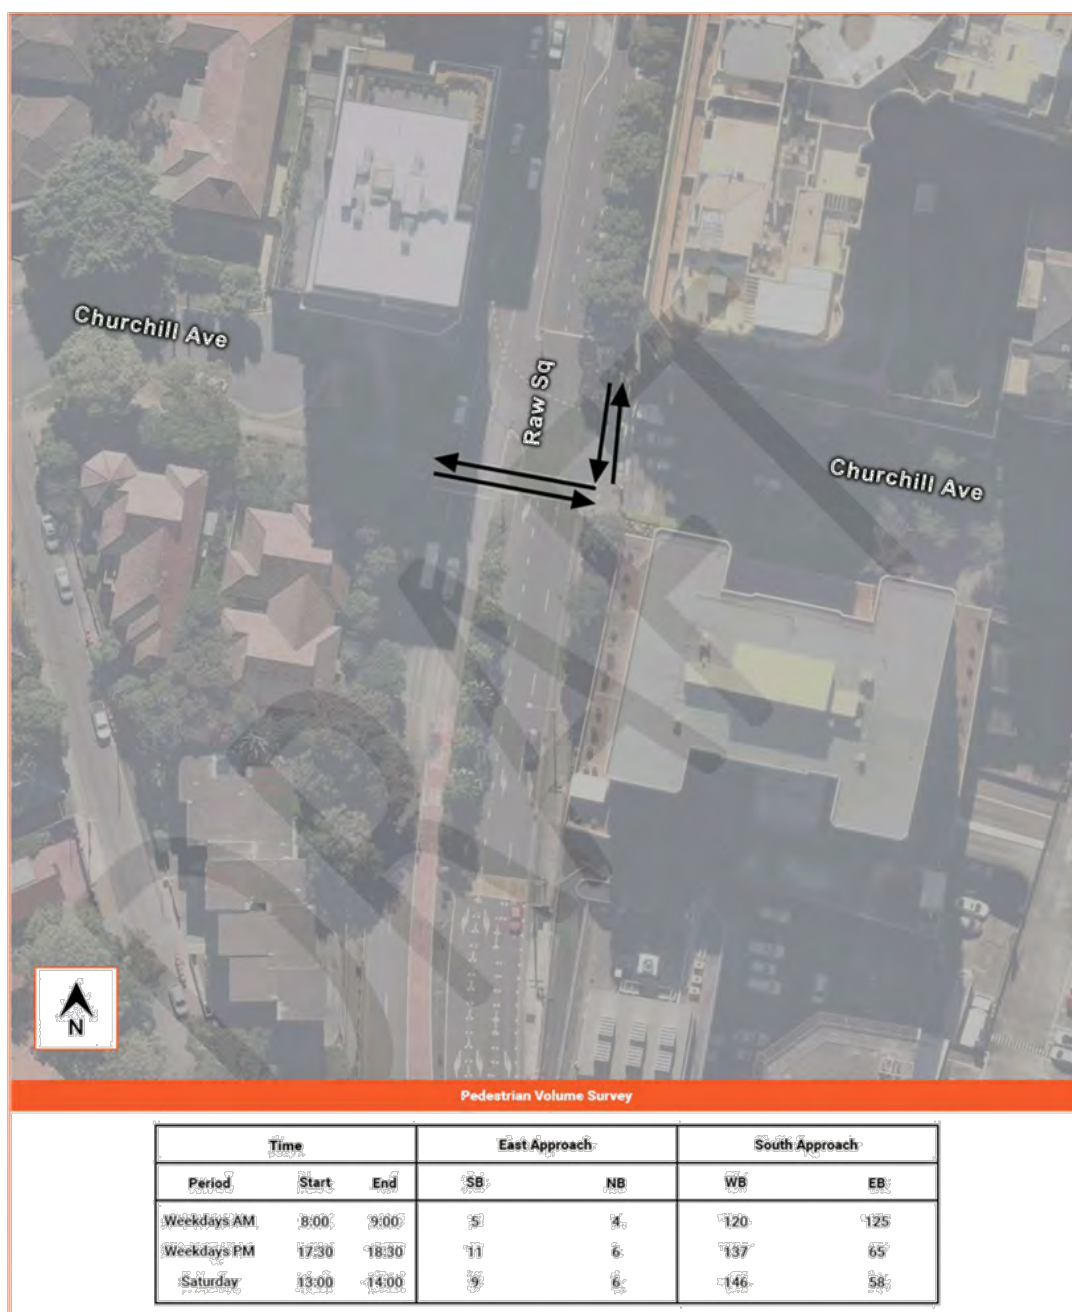 Churchill Ave
Raw Sq
Churchill Ave
N
Pedestrian Volume Survey
Time East Approach South Approach
Period Start End SB NB WB EB
Weekdays AM 8:00 9:00 5 4 120 125
Weekdays PM 17:30 18:30 11 6 137 65
Saturday 13:00 14:00 9 6 146 58